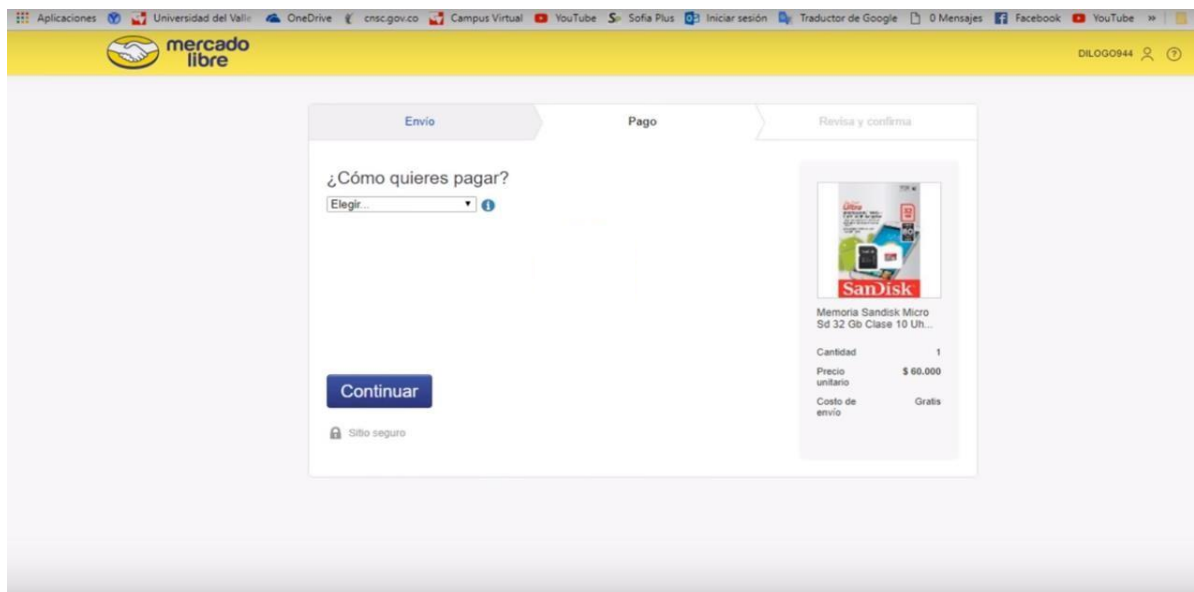 Aplicaciones Universidad del Valle OneDrive cnsc.gov.co Campus Virtual YouTube Sofia Plus Iniciar sesión Traductor de Google 0 Mensajes Facebook YouTube »
mercado
libre
DILOGO944
Envío Pago Revisa y confirma
¿Cómo quieres pagar?
Elegir...
Continuar
Sitio seguro
Ultra
SanDisk
Memoria Sandisk Micro
Sd 32 Gb Clase 10 Uh...
Cantidad 1
Precio
unitario $ 60.000
Costo de
envío Gratis